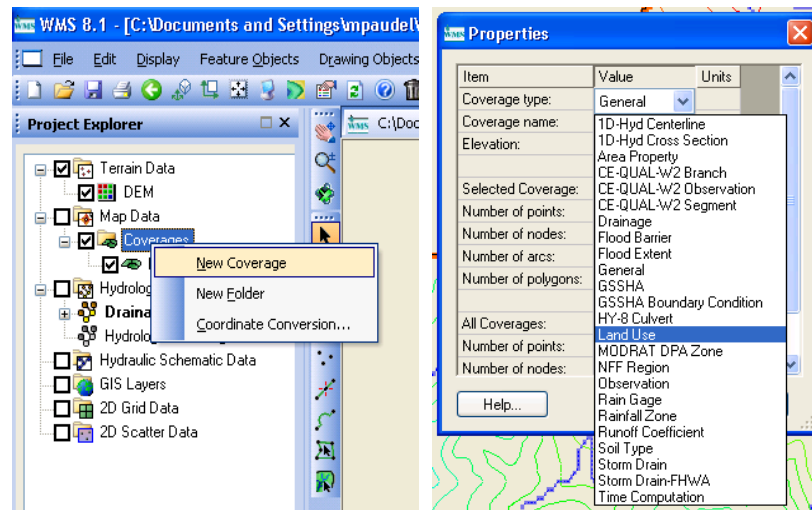 WMS 8.1 - [C:\Documents and Settings\mpaudel\
File Edit Display Feature Objects Drawing Objects
Project Explorer
C:\Doc
Terrain Data
DEM
Map Data
Coverages
New Coverage
New Folder
Coordinate Conversion...
Hydrolog
Draina
Hydrolo
Hydraulic Schematic Data
GIS Layers
2D Grid Data
2D Scatter Data
WMS Properties
Item Value Units
Coverage type: General
Coverage name:
Elevation:
Selected Coverage:
Number of points:
Number of nodes:
Number of arcs:
Number of polygons:
All Coverages:
Number of points:
Number of nodes:
Help...
1D-Hyd Centerline
1D-Hyd Cross Section
Area Property
CE-QUAL-W2 Branch
CE-QUAL-W2 Observation
CE-QUAL-W2 Segment
Drainage
Flood Barrier
Flood Extent
General
GSSHA
GSSHA Boundary Condition
HY-8 Culvert
Land Use
MODRAT DPA Zone
NFF Region
Observation
Rain Gage
Rainfall Zone
Runoff Coefficient
Soil Type
Storm Drain
Storm Drain-FHWA
Time Computation